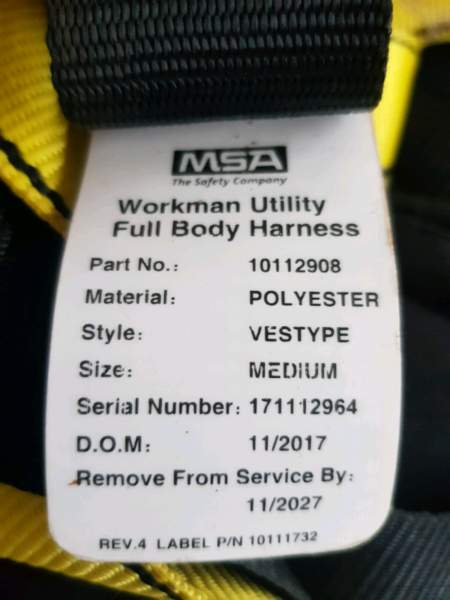 MSA
The Safety Company
Workman Utility
Full Body Harness
Part No.: 10112908
Material: POLYESTER
Style: VESTYPE
Size: MEDIUM
Serial Number: 171112964
D.O.M: 11/2017
Remove From Service By:
11/2027
REV.4 LABEL P/N 10111732